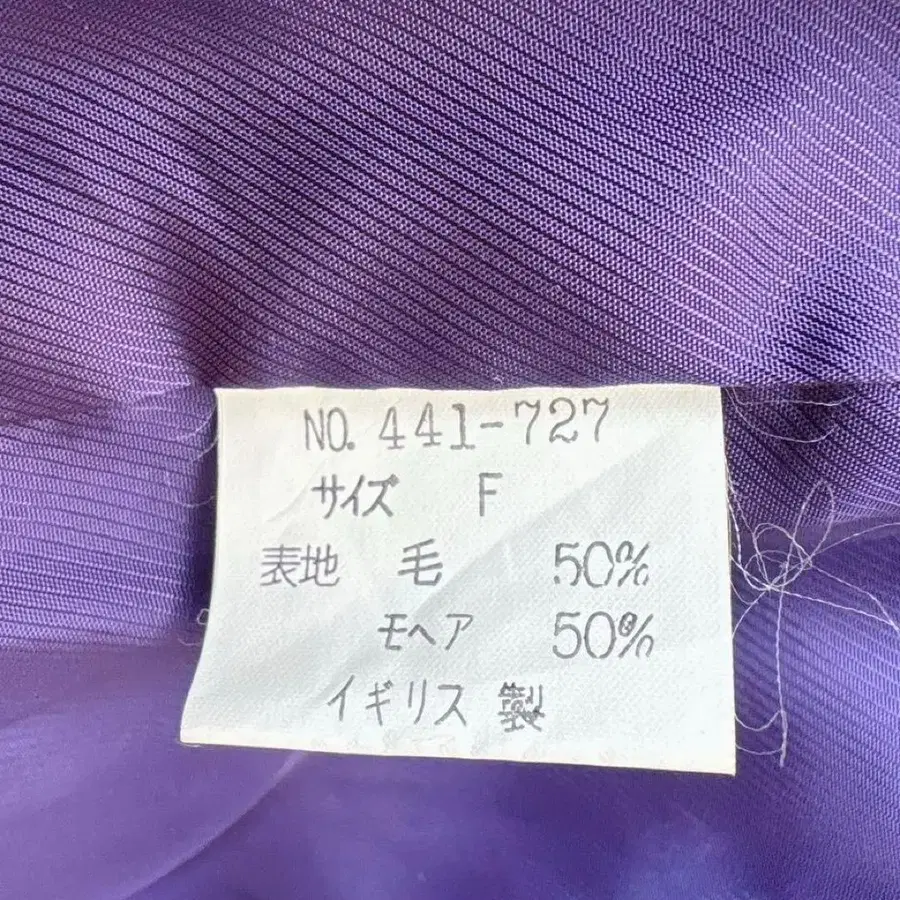 NO. 441-727
サイズ F
表地 毛 50%
モヘア 50%
イギリス 製